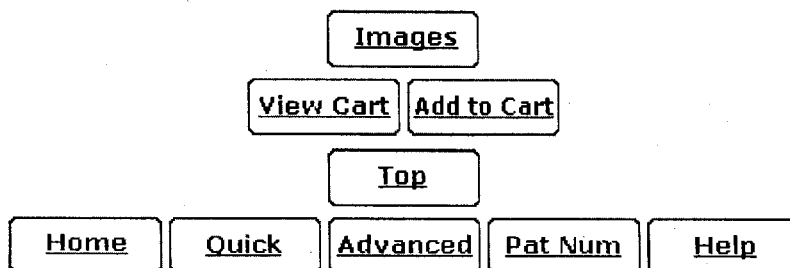 Images
View Cart Add to Cart
Top
Home Quick Advanced Pat Num Help